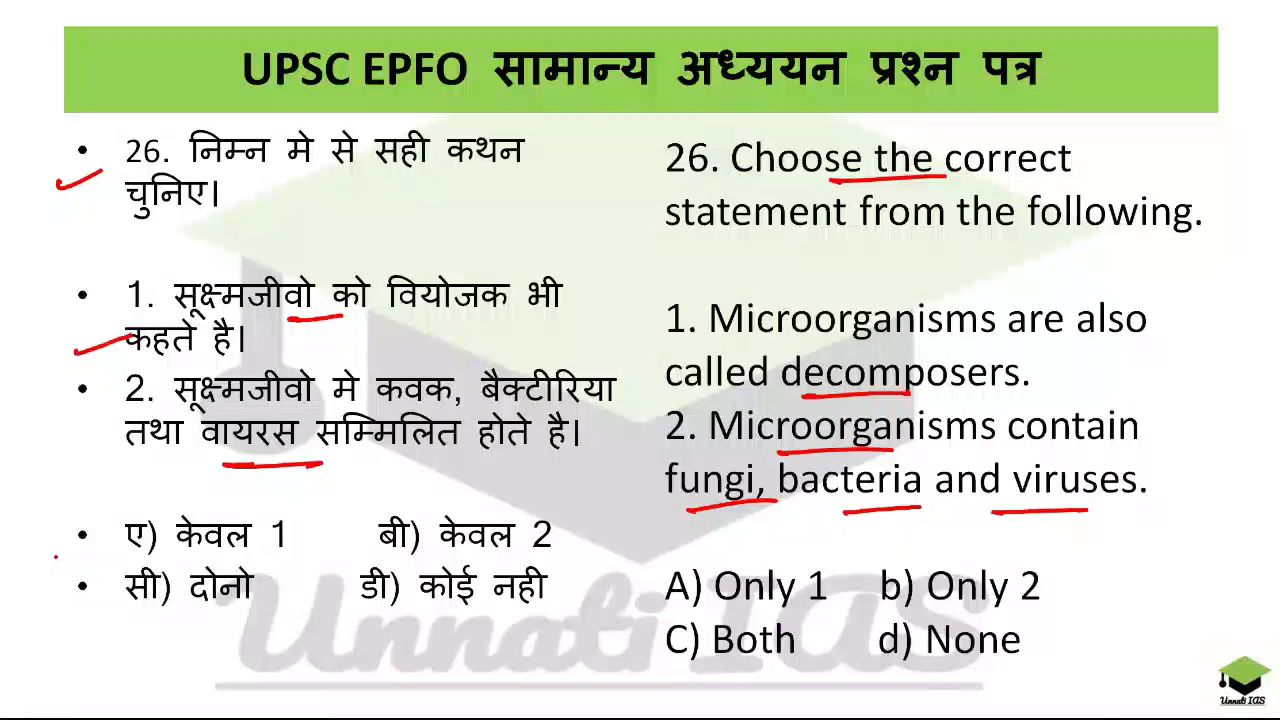 UPSC EPFO सामान्य अध्ययन प्रश्न पत्र
• 26. निम्न मे से सही कथन
चुनिए।
• 1. सूक्ष्मजीवो को वियोजक भी
कहते है।
• 2. सूक्ष्मजीवो मे कवक, बैक्टीरिया
तथा वायरस सम्मिलित होते है।
• ए) केवल 1 बी) केवल 2
• सी) दोनो डी) कोई नही
26. Choose the correct
statement from the following.
1. Microorganisms are also
called decomposers.
2. Microorganisms contain
fungi, bacteria and viruses.
A) Only 1 b) Only 2
C) Both d) None
Unnati IAS
Unnati IAS